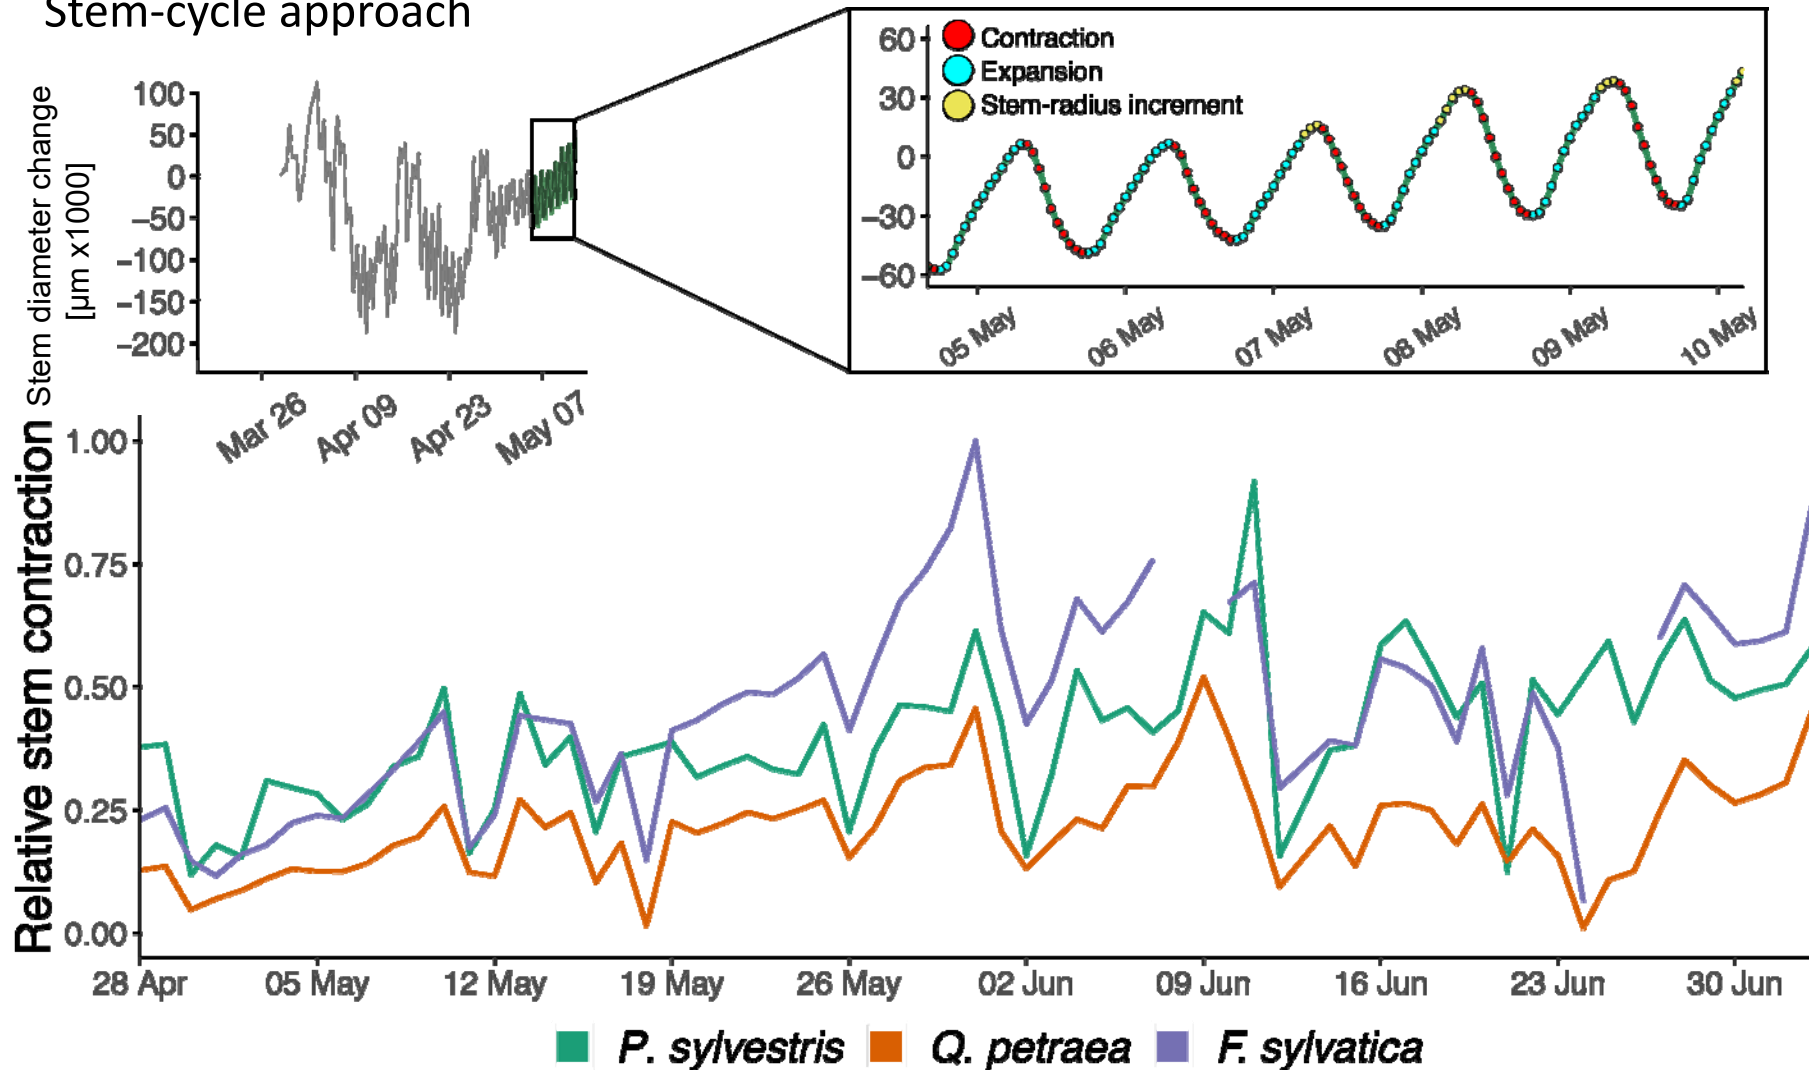 Stem-cycle approach
Stem diameter change
[µm x1000]
100
50
0
−50
−100
−150
−200
Mar 26
Apr 09
Apr 23
May 07
60
30
0
−30
−60
Contraction
Expansion
Stem-radius increment
05 May
06 May
07 May
08 May
09 May
10 May
Relative stem contraction
1.00
0.75
0.50
0.25
0.00
28 Apr
05 May
12 May
19 May
26 May
02 Jun
09 Jun
16 Jun
23 Jun
30 Jun
P. sylvestris
Q. petraea
F. sylvatica